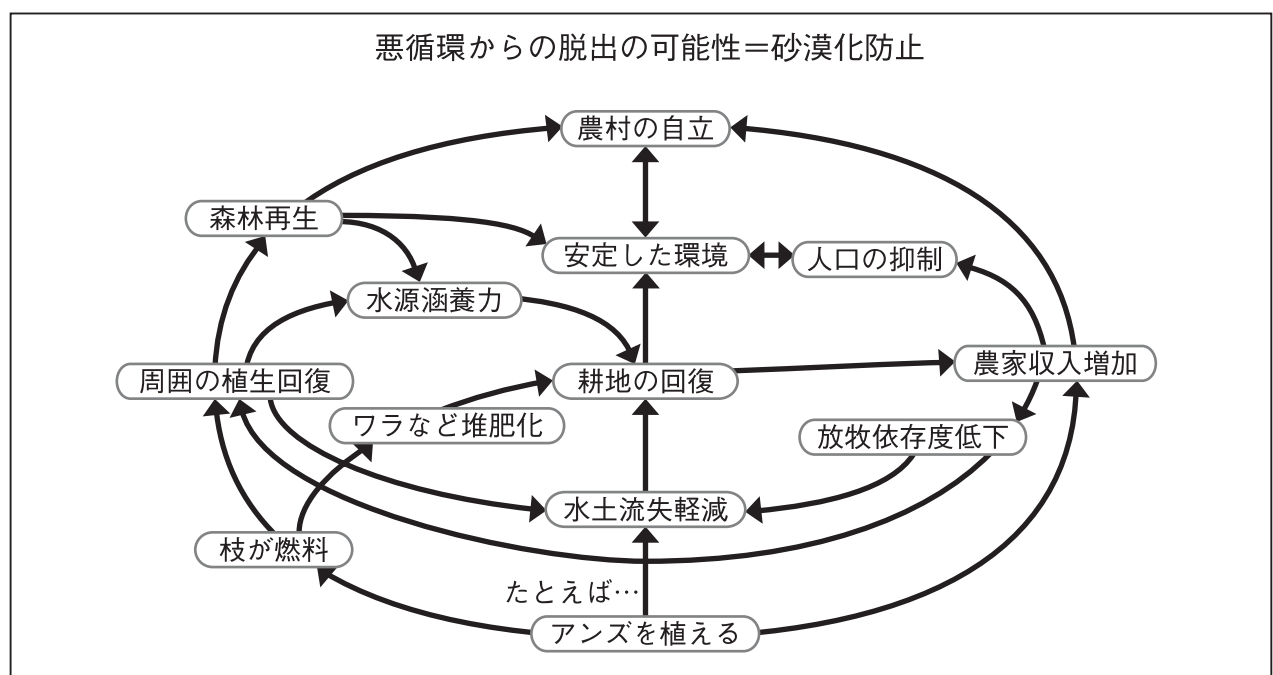 悪循環からの脱出の可能性＝砂漠化防止
農村の自立
森林再生
安定した環境
人口の抑制
水源涵養力
農家収入増加
周囲の植生回復
耕地の回復
ワラなど堆肥化
放牧依存度低下
水土流失軽減
枝が燃料
たとえば…
アンズを植える